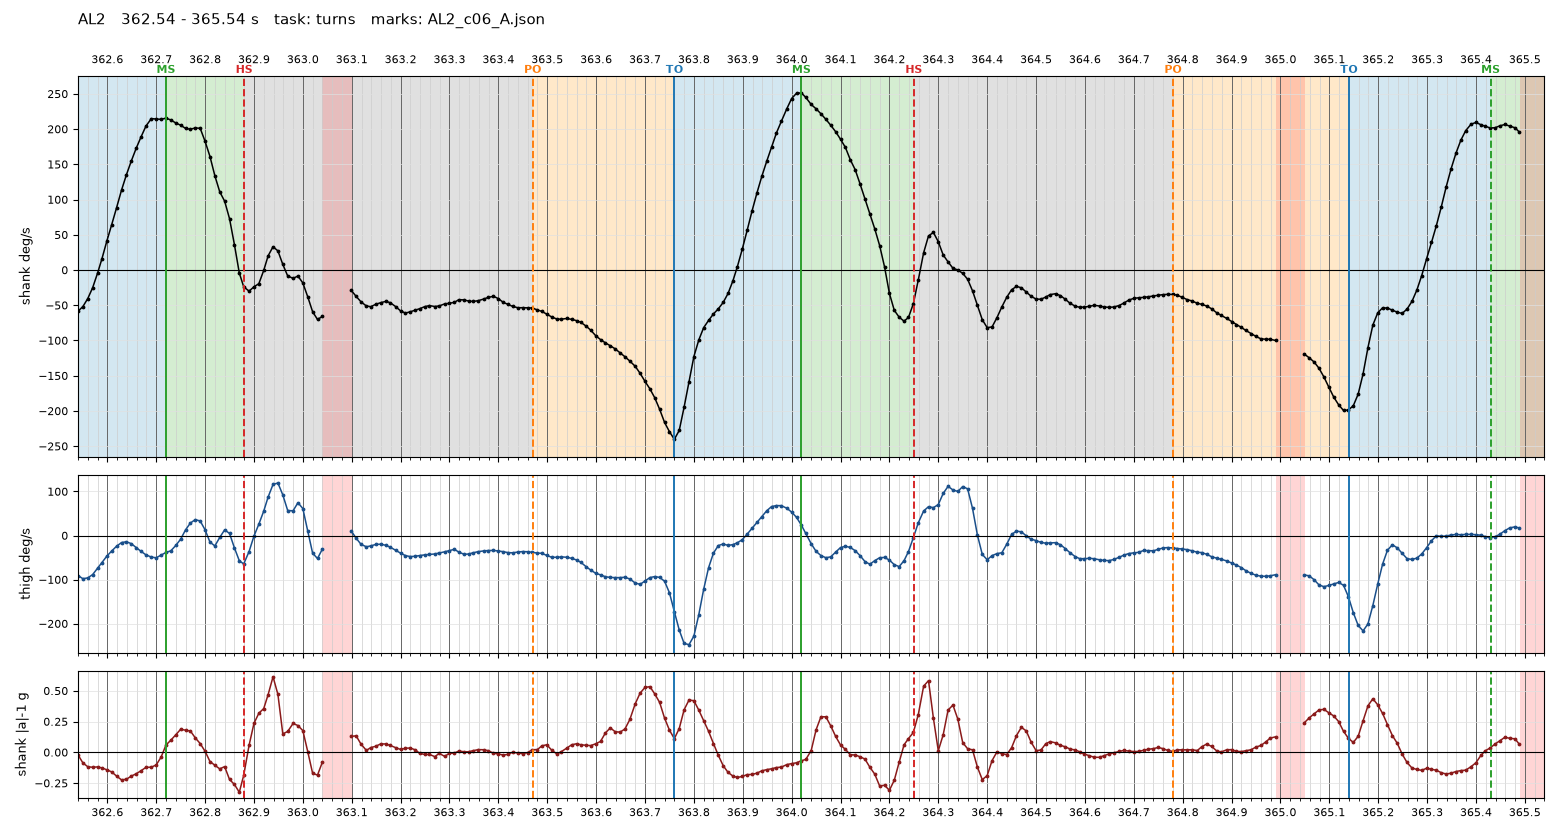 AL2   362.54 - 365.54 s   task: turns   marks: AL2_c06_A.json
362.6 362.7 362.8 362.9 363.0 363.1 363.2 363.3 363.4 363.5 363.6 363.7 363.8 363.9 364.0 364.1 364.2 364.3 364.4 364.5 364.6 364.7 364.8 364.9 365.0 365.1 365.2 365.3 365.4 365.5
MS HS PO TO MS HS PO TO MS
shank deg/s
250
200
150
100
50
0
−50
−100
−150
−200
−250
thigh deg/s
100
0
−100
−200
shank |a|-1 g
0.50
0.25
0.00
−0.25
362.6 362.7 362.8 362.9 363.0 363.1 363.2 363.3 363.4 363.5 363.6 363.7 363.8 363.9 364.0 364.1 364.2 364.3 364.4 364.5 364.6 364.7 364.8 364.9 365.0 365.1 365.2 365.3 365.4 365.5